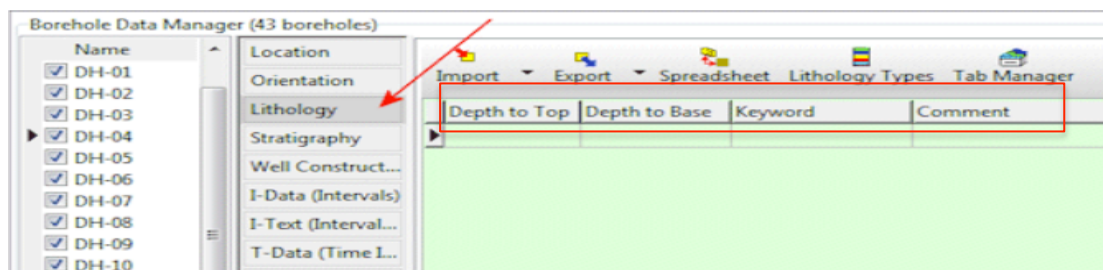 Borehole Data Manager (43 boreholes)
Name
DH-01
DH-02
DH-03
DH-04
DH-05
DH-06
DH-07
DH-08
DH-09
DH-10
Location
Orientation
Lithology
Stratigraphy
Well Construct...
I-Data (Intervals)
I-Text (Interval...
T-Data (Time I...
Import Export Spreadsheet Lithology Types Tab Manager
Depth to Top Depth to Base Keyword Comment